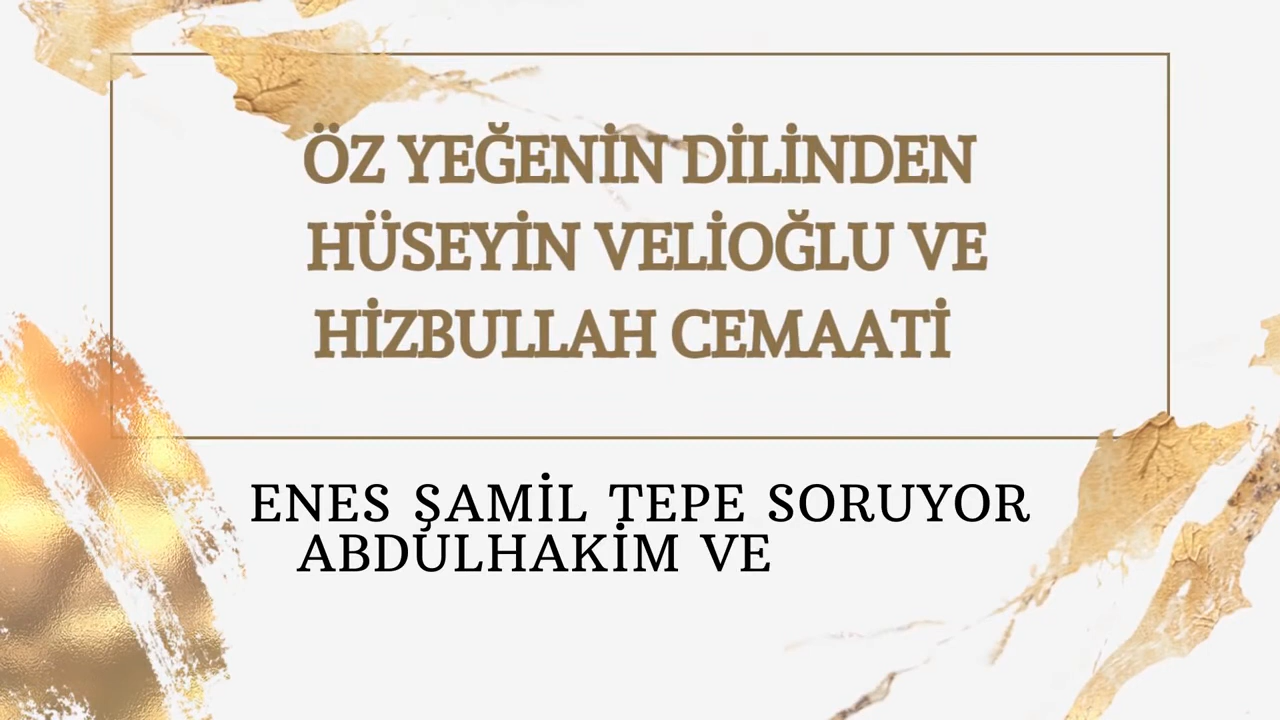 ÖZ YEĞENİN DİLİNDEN
HÜSEYİN VELİOĞLU VE
HİZBULLAH CEMAATİ
ENES ŞAMİL TEPE SORUYOR
ABDULHAKİM VE